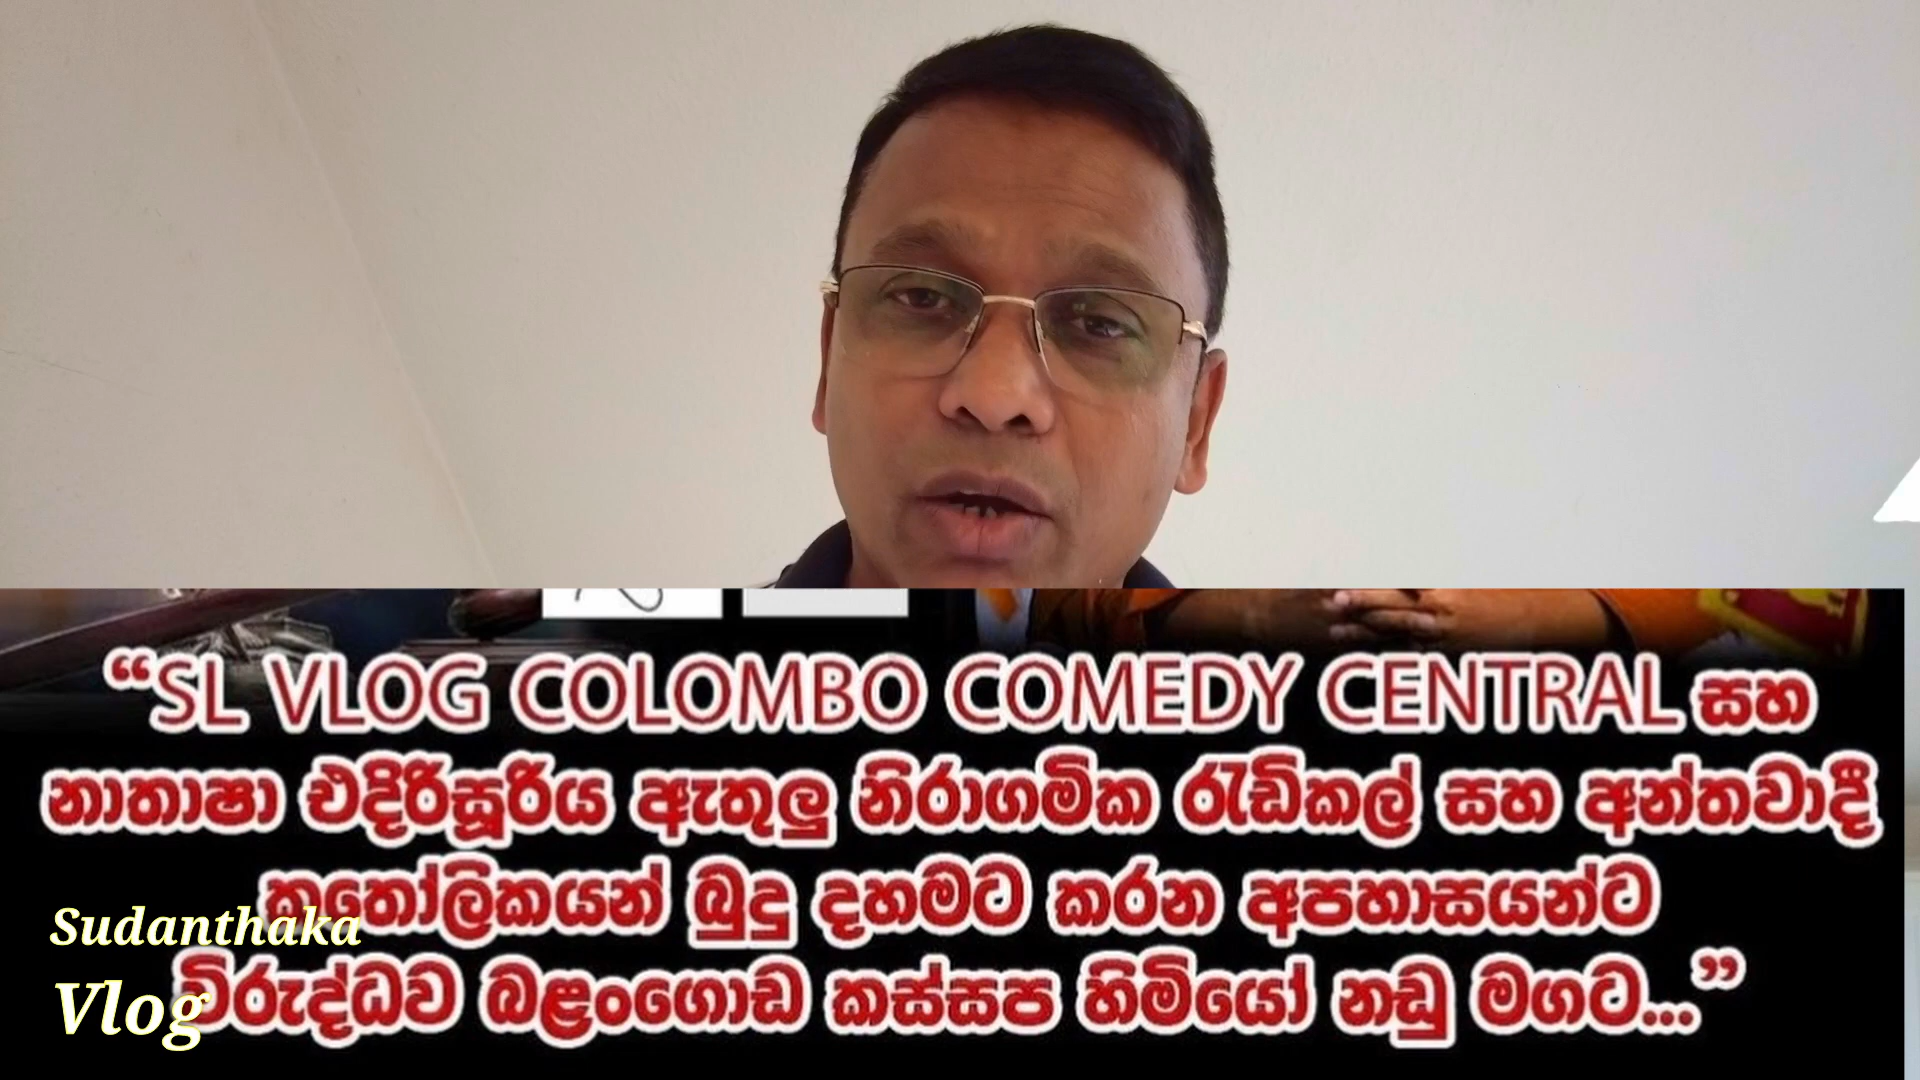 “SL VLOG COLOMBO COMEDY CENTRAL සහ
නාතාෂා එදිරිසූරිය ඇතුලු නිරාගමික රැඩිකල් සහ අන්තවාදී
කතෝලිකයන් බුදු දහමට කරන අපහාසයන්ට
විරුද්ධව බළංගොඩ කස්සප හිමියෝ නඩු මගට...”
Sudanthaka
Vlog